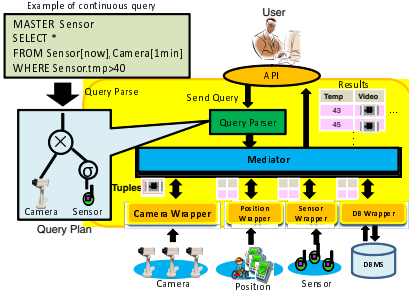 Example of continuous query
MASTER Sensor
SELECT *
FROM Sensor[now],Camera[1min]
WHERE Sensor.tmp>40
User
API
Query Parse
Send Query
Results
Temp Video
43
45
...
Query Parser
Mediator
σ
Camera Sensor
Query Plan
Tuples
Camera Wrapper
Position Wrapper
Sensor Wrapper
DB Wrapper
Camera
Position
Sensor
DBMS